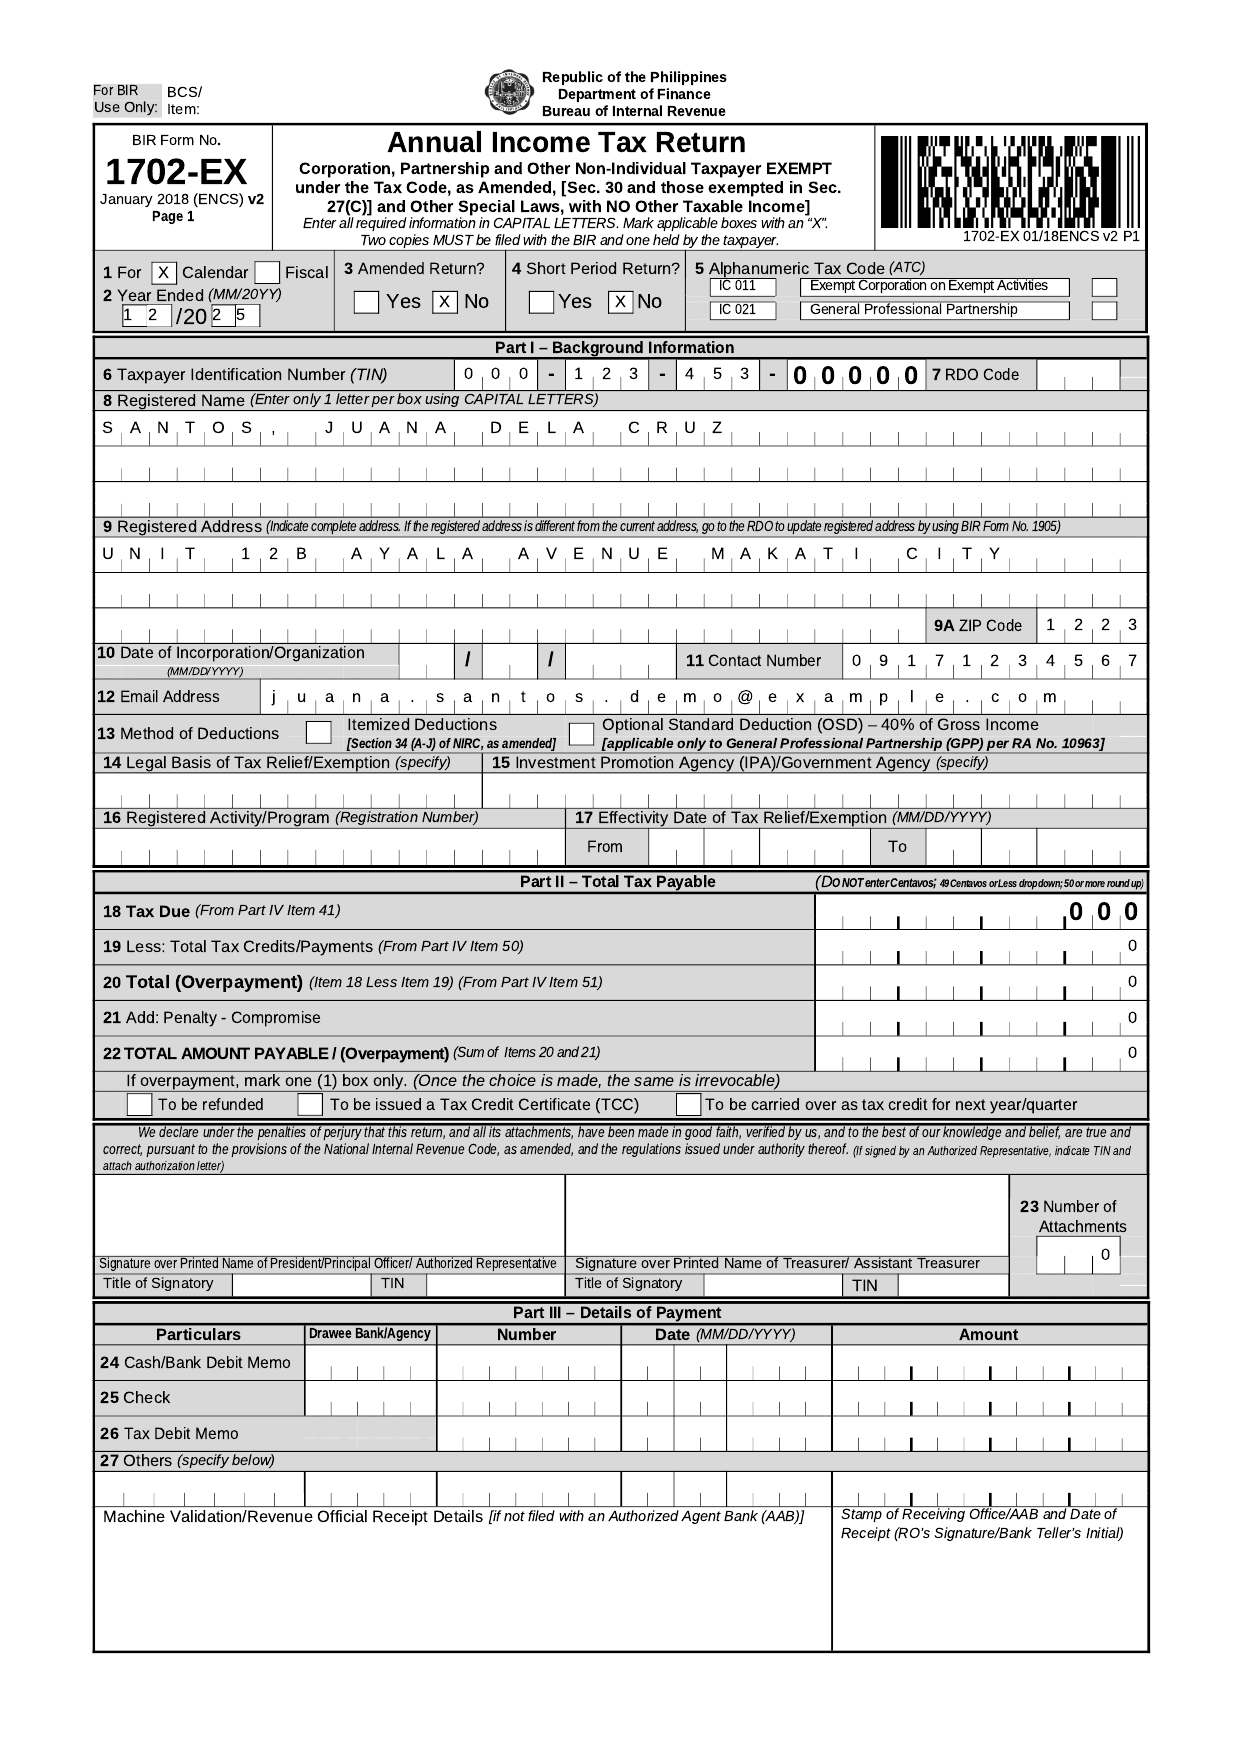 For BIR BCS/
Use Only: Item:
Republic of the Philippines
Department of Finance
Bureau of Internal Revenue
BIR Form No.
1702-EX
January 2018 (ENCS) v2
Page 1
Annual Income Tax Return
Corporation, Partnership and Other Non-Individual Taxpayer EXEMPT
under the Tax Code, as Amended, [Sec. 30 and those exempted in Sec.
27(C)] and Other Special Laws, with NO Other Taxable Income]
Enter all required information in CAPITAL LETTERS. Mark applicable boxes with an “X”.
Two copies MUST be filed with the BIR and one held by the taxpayer.
1702-EX 01/18ENCS v2 P1
1 For X Calendar Fiscal
2 Year Ended (MM/20YY)
1 2 /20 2 5
3 Amended Return?
Yes X No
4 Short Period Return?
Yes X No
5 Alphanumeric Tax Code (ATC)
IC 011 Exempt Corporation on Exempt Activities
IC 021 General Professional Partnership
Part I – Background Information
6 Taxpayer Identification Number (TIN) 0 0 0 - 1 2 3 - 4 5 3 - 0 0 0 0 0 7 RDO Code
8 Registered Name (Enter only 1 letter per box using CAPITAL LETTERS)
S A N T O S , J U A N A D E L A C R U Z
9 Registered Address (Indicate complete address. If the registered address is different from the current address, go to the RDO to update registered address by using BIR Form No. 1905)
U N I T 1 2 B A Y A L A A V E N U E M A K A T I C I T Y
9A ZIP Code 1 2 2 3
10 Date of Incorporation/Organization
(MM/DD/YYYY)
/ /
11 Contact Number 0 9 1 7 1 2 3 4 5 6 7
12 Email Address j u a n a . s a n t o s . d e m o @ e x a m p l e . c o m
13 Method of Deductions
Itemized Deductions
[Section 34 (A-J) of NIRC, as amended]
Optional Standard Deduction (OSD) – 40% of Gross Income
[applicable only to General Professional Partnership (GPP) per RA No. 10963]
14 Legal Basis of Tax Relief/Exemption (specify) 15 Investment Promotion Agency (IPA)/Government Agency (specify)
16 Registered Activity/Program (Registration Number) 17 Effectivity Date of Tax Relief/Exemption (MM/DD/YYYY)
From To
Part II – Total Tax Payable (Do NOT enter Centavos; 49 Centavos or Less drop down; 50 or more round up)
18 Tax Due (From Part IV Item 41) 0 0 0
19 Less: Total Tax Credits/Payments (From Part IV Item 50) 0
20 Total (Overpayment) (Item 18 Less Item 19) (From Part IV Item 51) 0
21 Add: Penalty - Compromise 0
22 TOTAL AMOUNT PAYABLE / (Overpayment) (Sum of Items 20 and 21) 0
If overpayment, mark one (1) box only. (Once the choice is made, the same is irrevocable)
To be refunded To be issued a Tax Credit Certificate (TCC) To be carried over as tax credit for next year/quarter
We declare under the penalties of perjury that this return, and all its attachments, have been made in good faith, verified by us, and to the best of our knowledge and belief, are true and
correct, pursuant to the provisions of the National Internal Revenue Code, as amended, and the regulations issued under authority thereof. (If signed by an Authorized Representative, indicate TIN and
attach authorization letter)
23 Number of
Attachments
0
Signature over Printed Name of President/Principal Officer/ Authorized Representative Signature over Printed Name of Treasurer/ Assistant Treasurer
Title of Signatory TIN Title of Signatory TIN
Part III – Details of Payment
Particulars Drawee Bank/Agency Number Date (MM/DD/YYYY) Amount
24 Cash/Bank Debit Memo
25 Check
26 Tax Debit Memo
27 Others (specify below)
Machine Validation/Revenue Official Receipt Details [if not filed with an Authorized Agent Bank (AAB)]
Stamp of Receiving Office/AAB and Date of
Receipt (RO's Signature/Bank Teller's Initial)